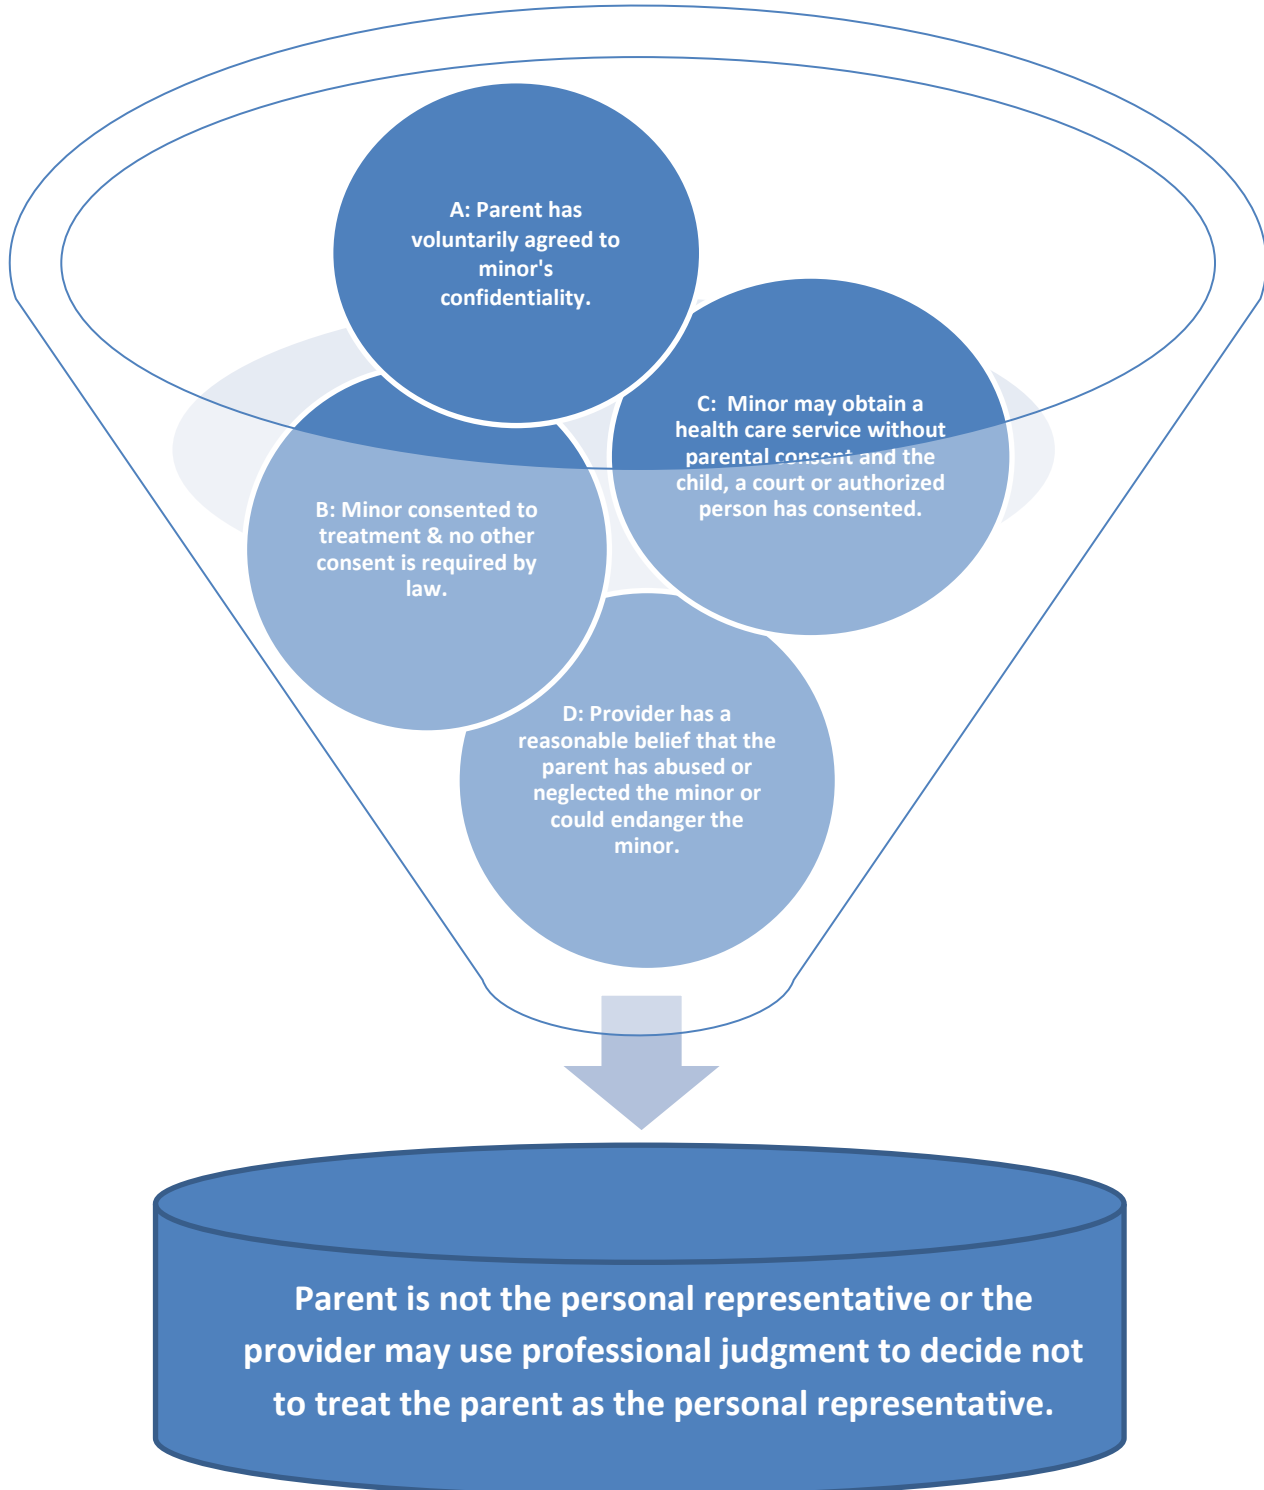 A: Parent has
voluntarily agreed to
minor's
confidentiality.
C:  Minor may obtain a
health care service without
parental consent and the
child, a court or authorized
person has consented.
B: Minor consented to
treatment & no other
consent is required by
law.
D: Provider has a
reasonable belief that the
parent has abused or
neglected the minor or
could endanger the
minor.
Parent is not the personal representative or the
provider may use professional judgment to decide not
to treat the parent as the personal representative.